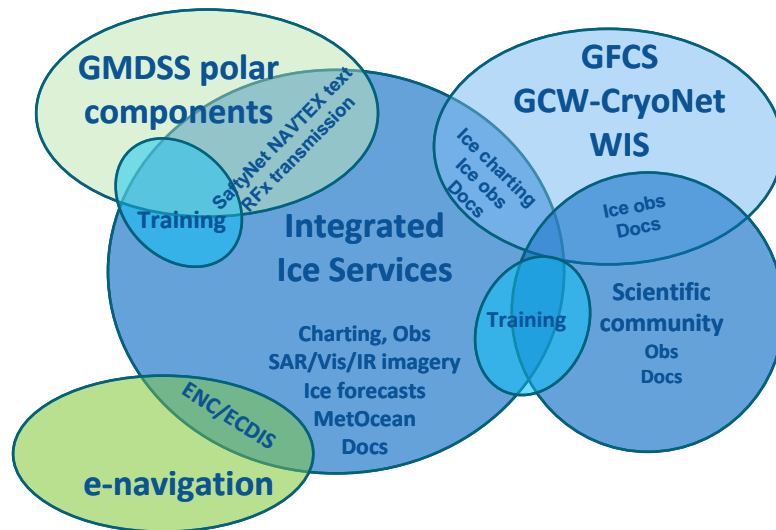 GMDSS polar
components
SaftyNet NAVTEX text
RFx transmission
Training
GFCS
GCW-CryoNet
WIS
Ice charting
Ice obs
Docs
Ice obs
Docs
Integrated
Ice Services
Charting, Obs
SAR/Vis/IR imagery
Ice forecasts
MetOcean
Docs
Training
Scientific
community
Obs
Docs
ENC/ECDIS
e-navigation